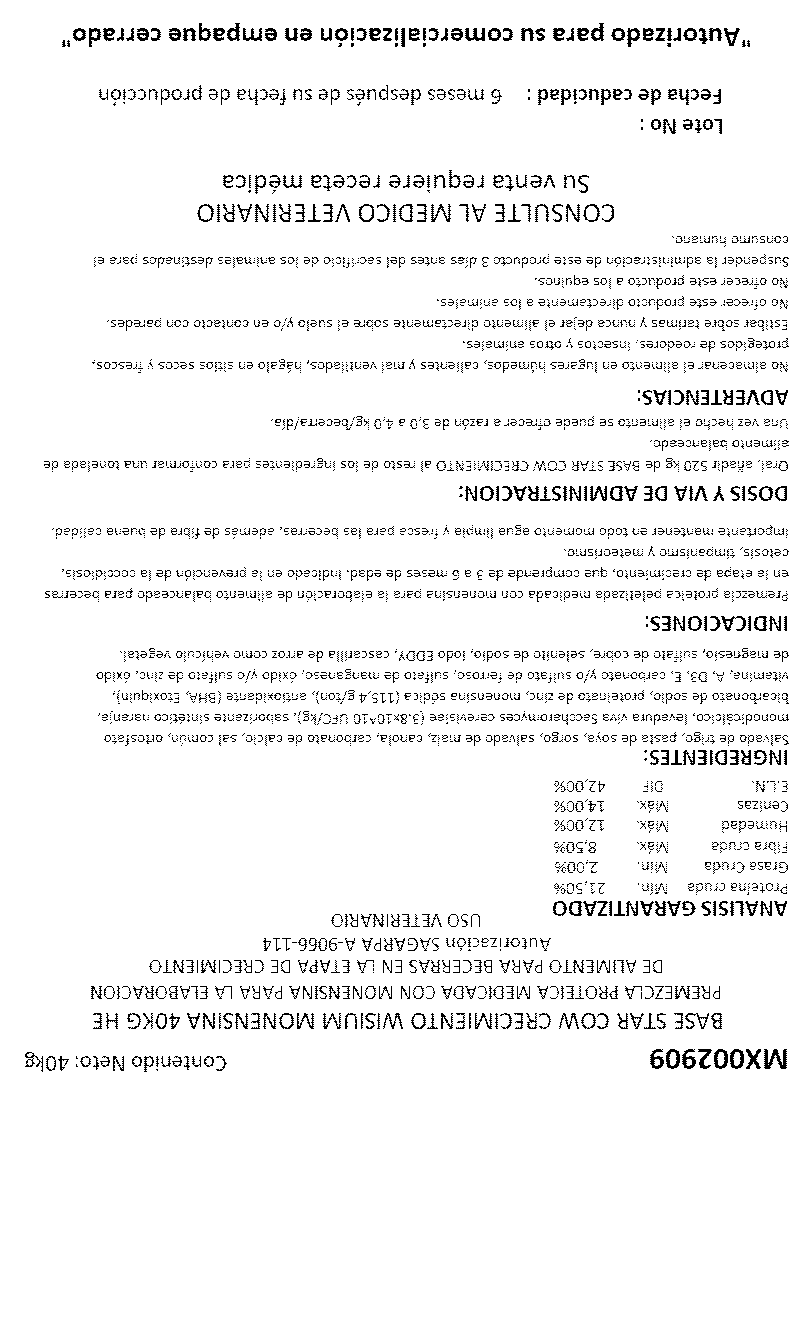 MX002909 Contenido Neto: 40kg
BASE STAR COW CRECIMIENTO WISIUM MONENSINA 40KG HE
PREMEZCLA PROTEICA MEDICADA CON MONENSINA PARA LA ELABORACION
DE ALIMENTO PARA BECERRAS EN LA ETAPA DE CRECIMIENTO
Autorización SAGARPA A-9066-114
USO VETERINARIO
ANALISIS GARANTIZADO
Proteína cruda Mín. 21,50%
Grasa Cruda Mín. 2,00%
Fibra cruda Máx. 8,50%
Humedad Máx. 12,00%
Cenizas Máx. 14,00%
E.L.N. DIF 42,00%
INGREDIENTES:
Salvado de trigo, pasta de soya, sorgo, salvado de maíz, canola, carbonato de calcio, sal común, ortosfato
monodicálcico, levadura viva Saccharomyces cerevisiae (3.8x10^10 UFC/kg), saborizante sintético naranja,
bicarbonato de sodio, proteinato de zinc, monensina sódica (115,4 g/ton), antioxidante (BHA, Etoxiquin),
vitamina, A, D3, E, carbonato y/o sulfato de ferroso, sulfato de manganeso, óxido y/o sulfato de zinc, óxido
de magnesio, sulfato de cobre, selenito de sodio, Iodo EDDY, cascarilla de arroz como vehículo vegetal.
INDICACIONES:
Premezcla proteica peletizada medicada con monensina para la elaboración de alimento balanceado para becerras
en la etapa de crecimiento, que comprende de 3 a 6 meses de edad. Indicado en la prevención de la coccidiosis,
cetosis, timpanismo y meteorismo.
Importante mantener en todo momento agua limpia y fresca para las becerras, además de fibra de buena calidad.
DOSIS Y VIA DE ADMINISTRACION:
Oral, añadir 520 kg de BASE STAR COW CRECIMIENTO al resto de los ingredientes para conformar una tonelada de
alimento balanceado.
Una vez hecho el alimento se puede ofrecer a razón de 3,0 a 4,0 kg/becerra/día.
ADVERTENCIAS:
No almacenar el alimento en lugares húmedos, calientes y mal ventilados, hágalo en sitios secos y frescos,
protegidos de roedores, insectos y otros animales.
Estibar sobre tarimas y nunca dejar el alimento directamente sobre el suelo y/o en contacto con paredes.
No ofrecer este producto directamente a los animales.
No ofrecer este producto a los equinos.
Suspender la administración de este producto 3 días antes del sacrificio de los animales destinados para el
consumo humano.
CONSULTE AL MEDICO VETERINARIO
Su venta requiere receta médica
Lote No :
Fecha de caducidad : 6 meses después de su fecha de producción
"Autorizado para su comercialización en empaque cerrado"